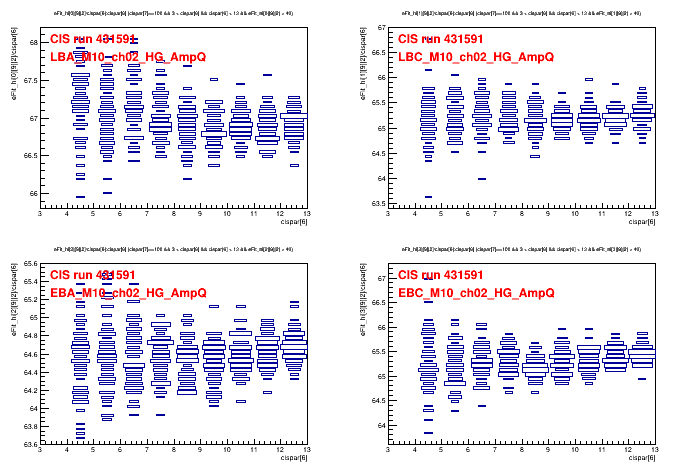 CIS run 431591
LBA_M10_ch02_HG_AmpQ
68
67.5
67
66.5
66
3 4 5 6 7 8 9 10 11 12 13
cispar[6]
CIS run 431591
LBC_M10_ch02_HG_AmpQ
67
66.5
66
65.5
65
64.5
64
63.5
3 4 5 6 7 8 9 10 11 12 13
cispar[6]
CIS run 431591
EBA_M10_ch02_HG_AmpQ
65.6
65.4
65.2
65
64.8
64.6
64.4
64.2
64
63.8
63.6
3 4 5 6 7 8 9 10 11 12 13
cispar[6]
CIS run 431591
EBC_M10_ch02_HG_AmpQ
67
66.5
66
65.5
65
64.5
64
3 4 5 6 7 8 9 10 11 12 13
cispar[6]